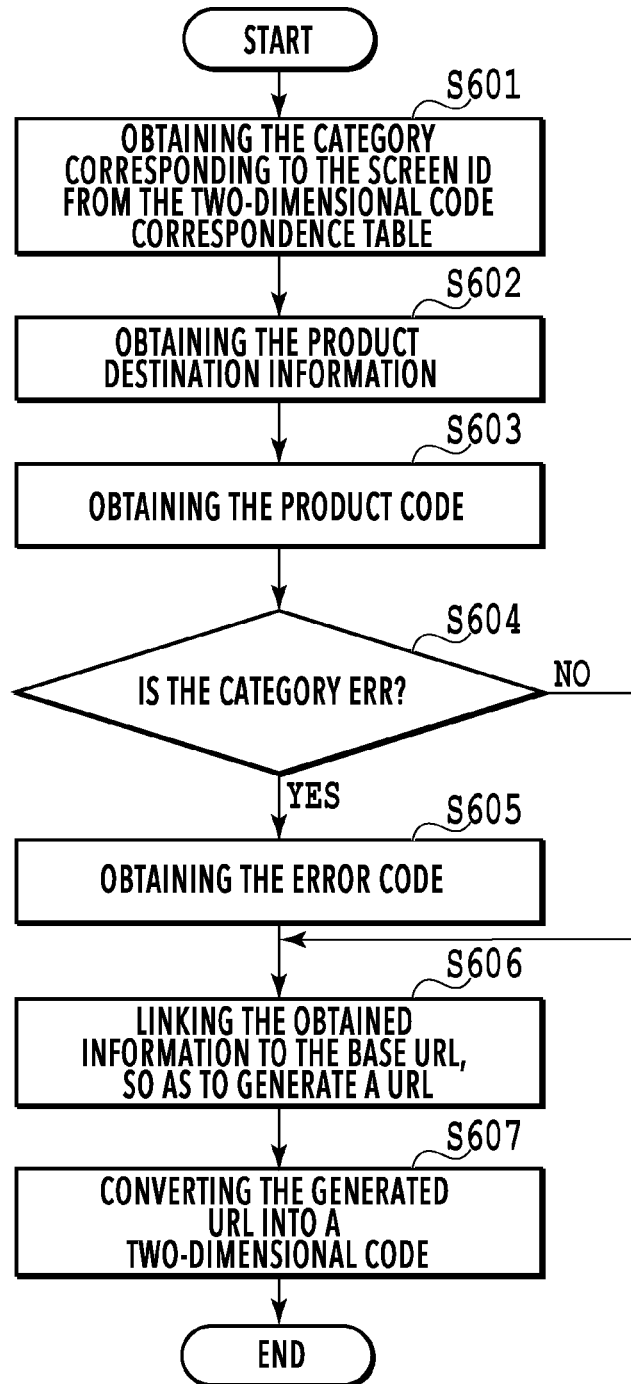 START
S601
OBTAINING THE CATEGORY
CORRESPONDING TO THE SCREEN ID
FROM THE TWO-DIMENSIONAL CODE
CORRESPONDENCE TABLE
S602
OBTAINING THE PRODUCT
DESTINATION INFORMATION
S603
OBTAINING THE PRODUCT CODE
S604
IS THE CATEGORY ERR?
NO
YES
S605
OBTAINING THE ERROR CODE
S606
LINKING THE OBTAINED
INFORMATION TO THE BASE URL,
SO AS TO GENERATE A URL
S607
CONVERTING THE GENERATED
URL INTO A
TWO-DIMENSIONAL CODE
END